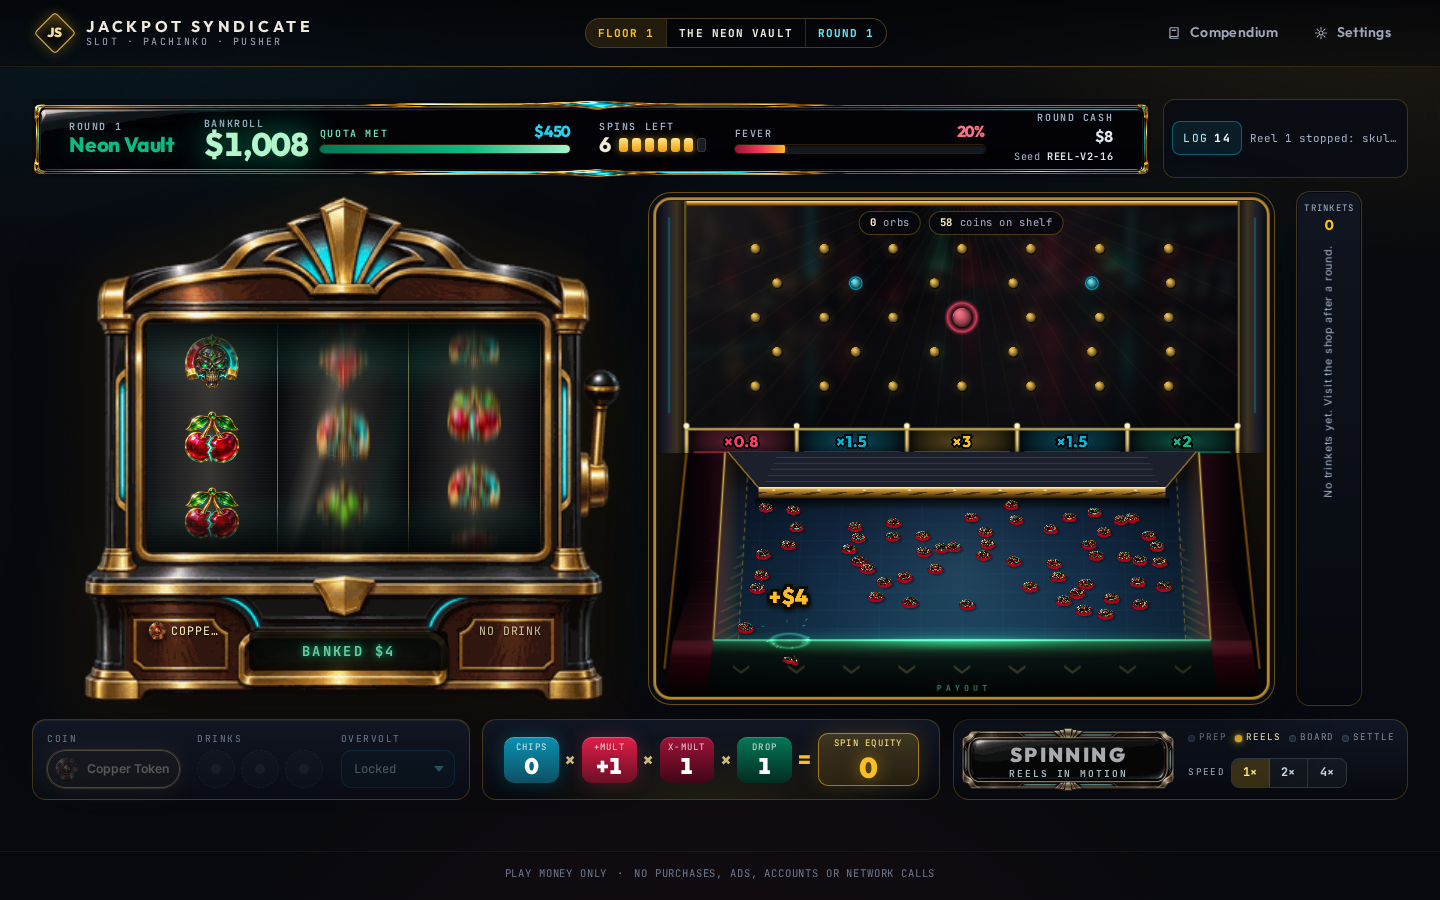 JS
JACKPOT SYNDICATE
SLOT · PACHINKO · PUSHER
FLOOR 1
THE NEON VAULT
ROUND 1
Compendium
Settings
ROUND 1
Neon Vault
BANKROLL
$1,008
QUOTA MET
$450
SPINS LEFT
6
FEVER
20%
ROUND CASH
$8
Seed REEL-V2-16
LOG 14
Reel 1 stopped: skul…
0 orbs
58 coins on shelf
TRINKETS
0
No trinkets yet. Visit the shop after a round.
×0.8
×1.5
×3
×1.5
×2
+$4
COPPE…
BANKED $4
NO DRINK
PAYOUT
COIN
Copper Token
DRINKS
OVERVOLT
Locked
CHIPS
0
×
+MULT
+1
×
X-MULT
1
×
DROP
1
=
SPIN EQUITY
0
SPINNING
REELS IN MOTION
PREP
REELS
BOARD
SETTLE
SPEED
1×
2×
4×
PLAY MONEY ONLY · NO PURCHASES, ADS, ACCOUNTS OR NETWORK CALLS